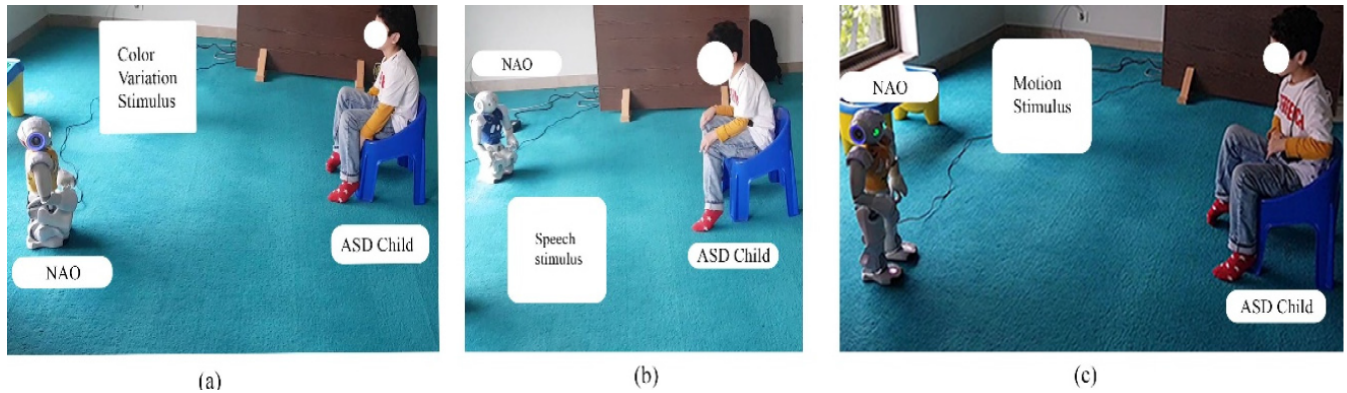 Color
Variation
Stimulus
NAO
ASD Child
(a)
NAO
Speech
stimulus
ASD Child
(b)
NAO
Motion
Stimulus
ASD Child
(c)